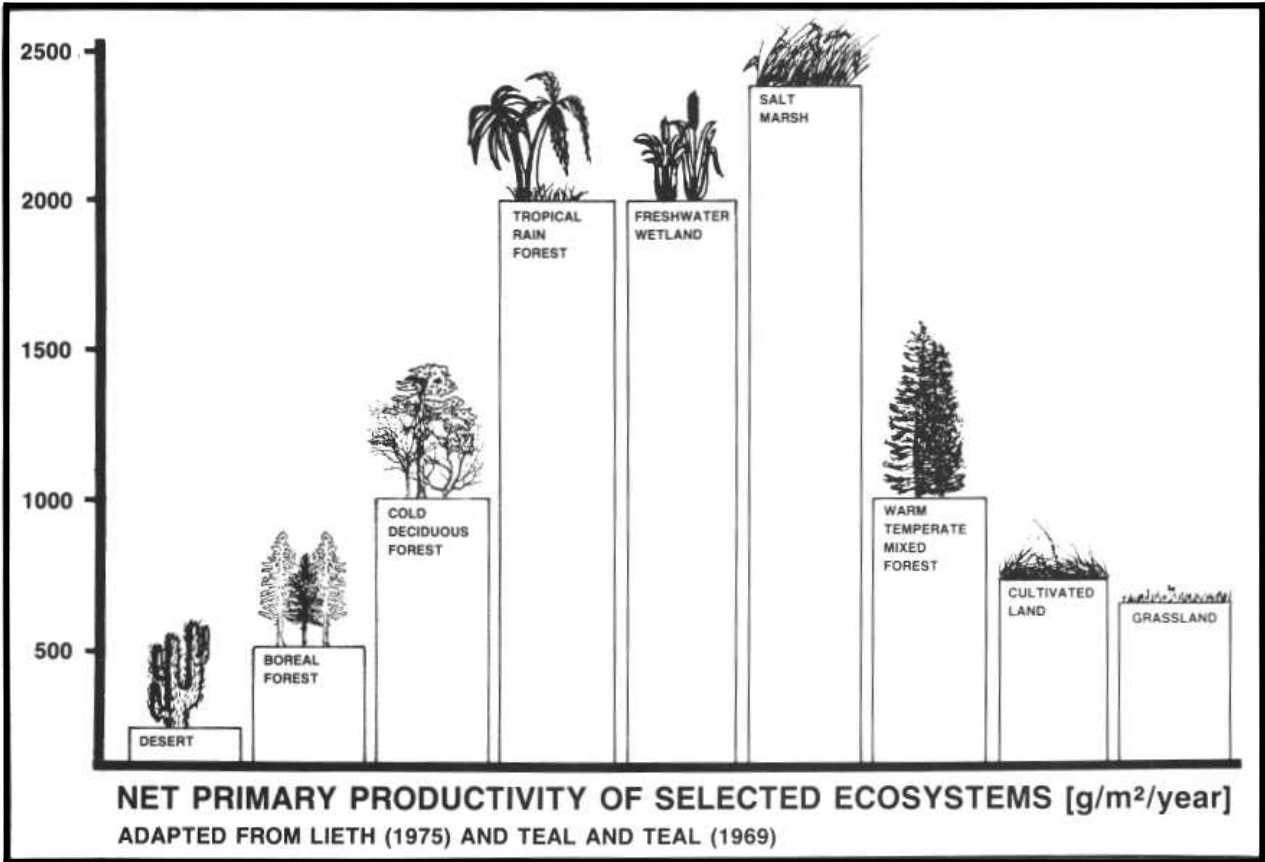 2500
2000
1500
1000
500
DESERT
BOREAL
FOREST
COLD
DECIDUOUS
FOREST
TROPICAL
RAIN
FOREST
FRESHWATER
WETLAND
SALT
MARSH
WARM
TEMPERATE
MIXED
FOREST
CULTIVATED
LAND
GRASSLAND
NET PRIMARY PRODUCTIVITY OF SELECTED ECOSYSTEMS [g/m²/year]
ADAPTED FROM LIETH (1975) AND TEAL AND TEAL (1969)